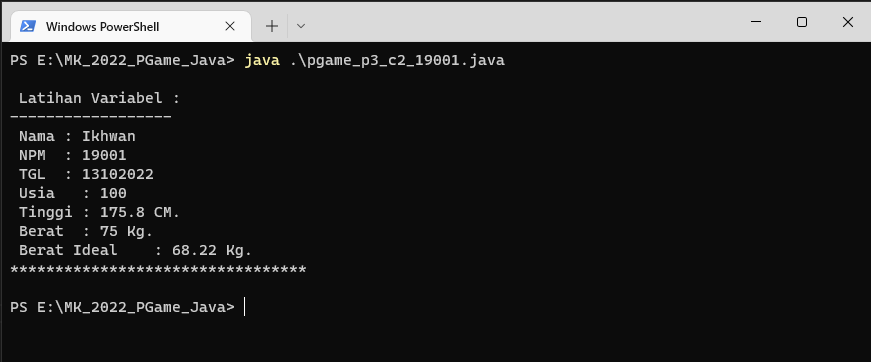 Windows PowerShell
PS E:\MK_2022_PGame_Java> java .\pgame_p3_c2_19001.java
Latihan Variabel :
------------------
Nama : Ikhwan
NPM  : 19001
TGL  : 13102022
Usia   : 100
Tinggi : 175.8 CM.
Berat  : 75 Kg.
Berat Ideal    : 68.22 Kg.
*********************************
PS E:\MK_2022_PGame_Java>